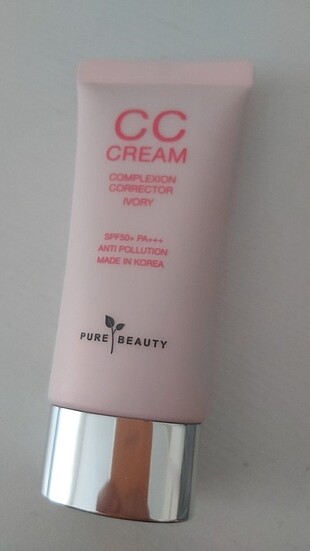 CC
CREAM
COMPLEXION
CORRECTOR
IVORY
SPF50+ PA+++
ANTI POLLUTION
MADE IN KOREA
PURE BEAUTY